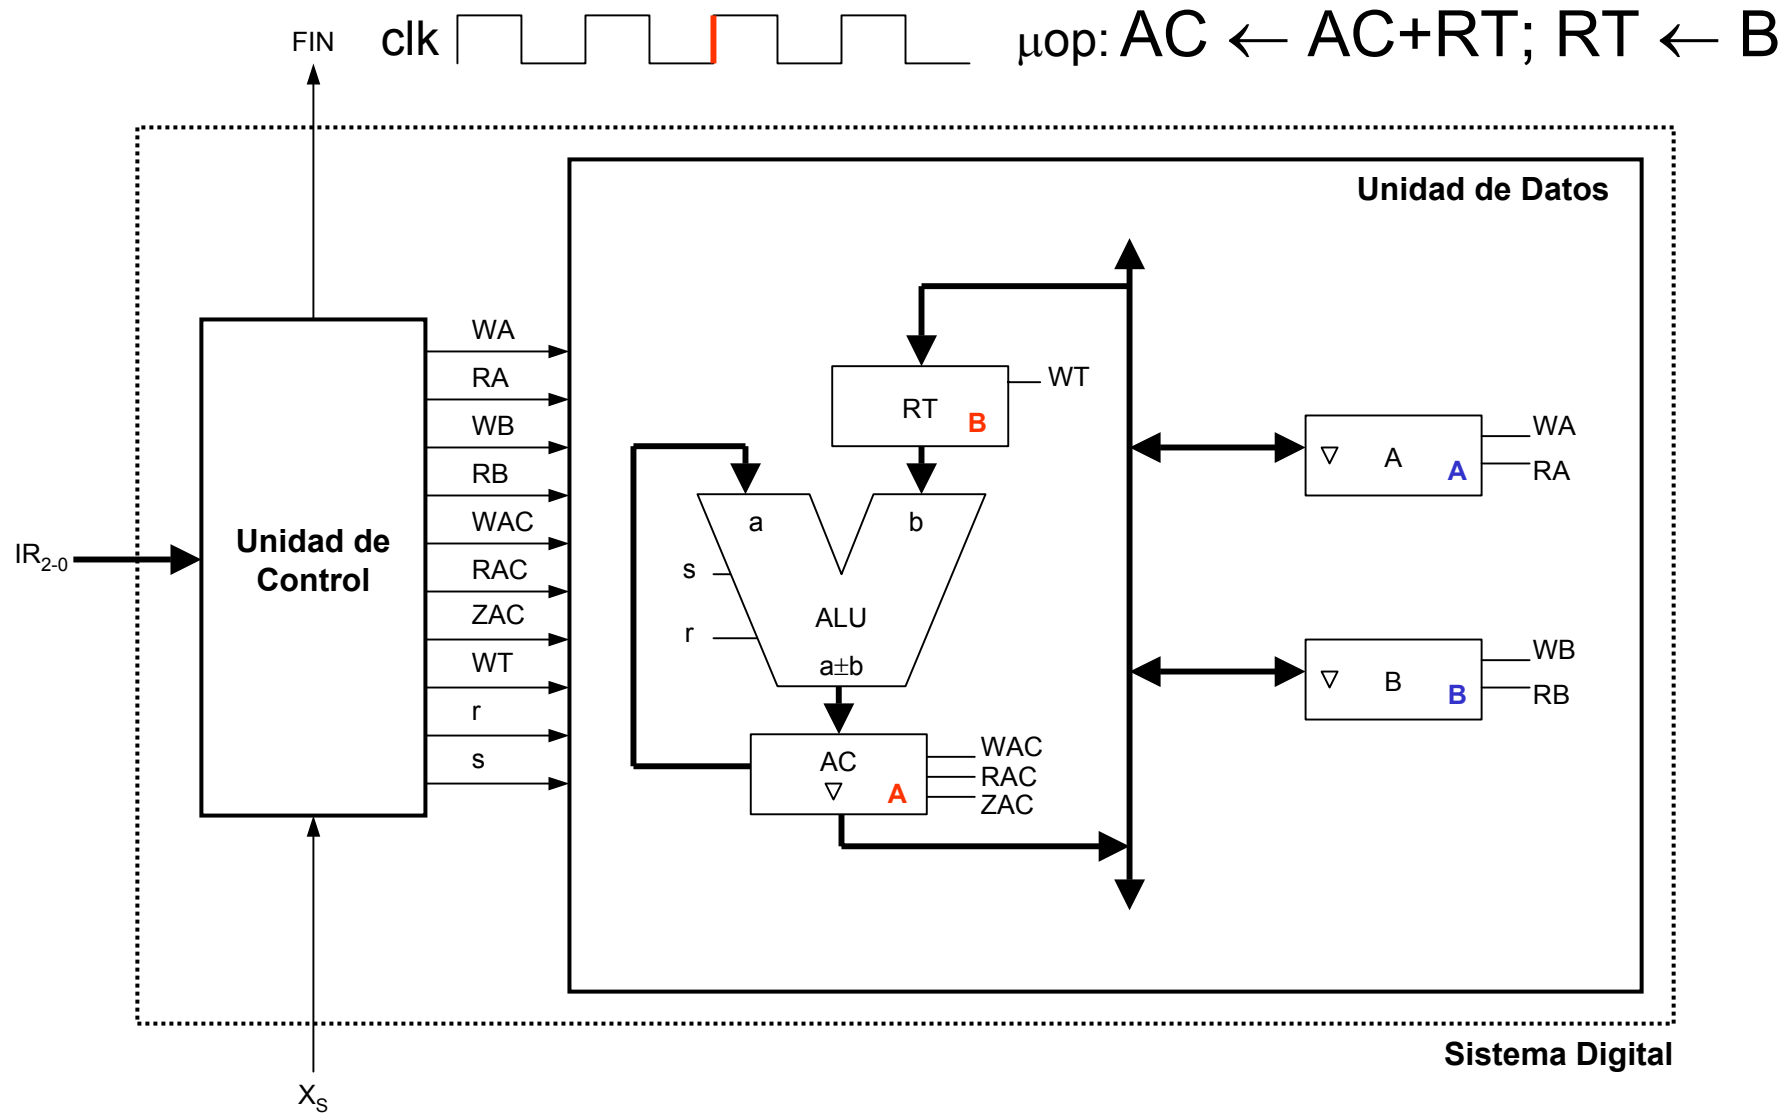 FIN
clk
μop: AC ← AC+RT; RT ← B
Unidad de Datos
WA
RA
WB
RB
WAC
RAC
ZAC
WT
r
s
IR2-0
Unidad de
Control
RT
B
WT
a
b
s
r
ALU
a±b
AC
A
WAC
RAC
ZAC
A
A
WA
RA
B
B
WB
RB
Sistema Digital
XS